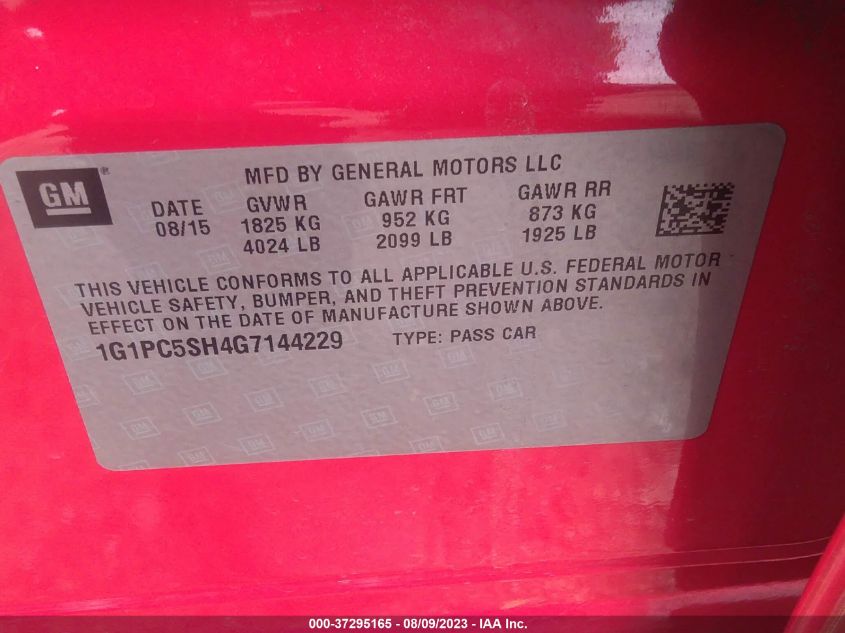 GM
MFD BY GENERAL MOTORS LLC
DATE GVWR GAWR FRT GAWR RR
08/15 1825 KG 952 KG 873 KG
4024 LB 2099 LB 1925 LB
THIS VEHICLE CONFORMS TO ALL APPLICABLE U.S. FEDERAL MOTOR
VEHICLE SAFETY, BUMPER, AND THEFT PREVENTION STANDARDS IN
EFFECT ON THE DATE OF MANUFACTURE SHOWN ABOVE.
1G1PC5SH4G7144229 TYPE: PASS CAR
000-37295165 - 08/09/2023 - IAA Inc.